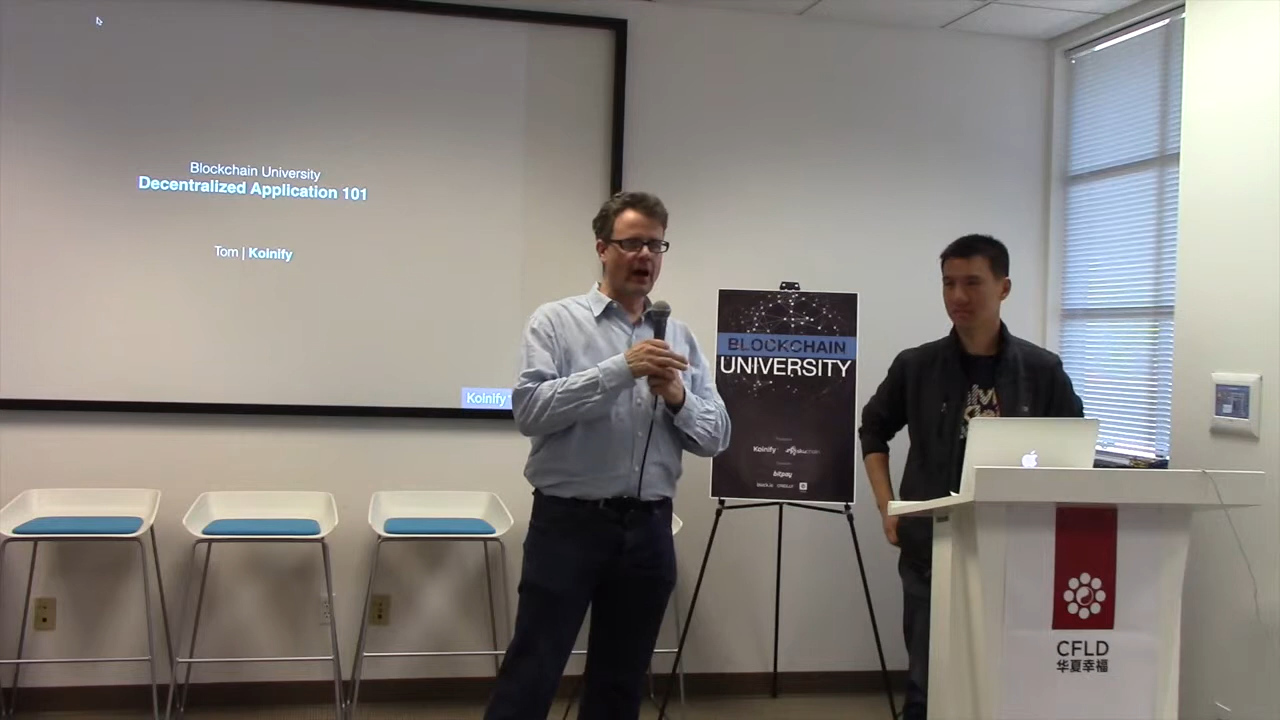 Blockchain University
Decentralized Application 101
Tom | Koinify
Koinify
BLOCKCHAIN
UNIVERSITY
Koinify
bitpay
CFLD
华夏幸福